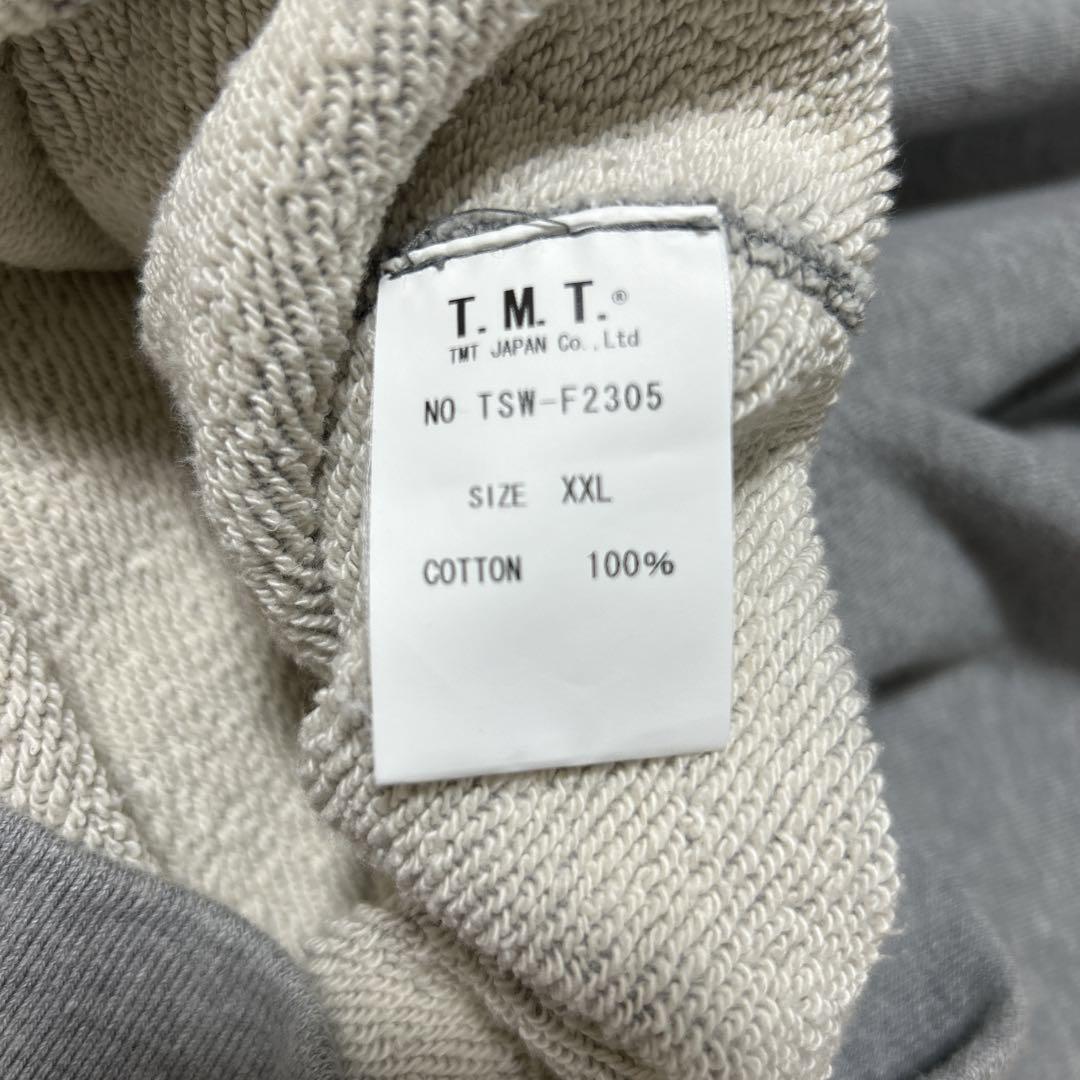 T.M.T.®
TMT JAPAN Co.,Ltd
NO TSW-F2305
SIZE XXL
COTTON 100%